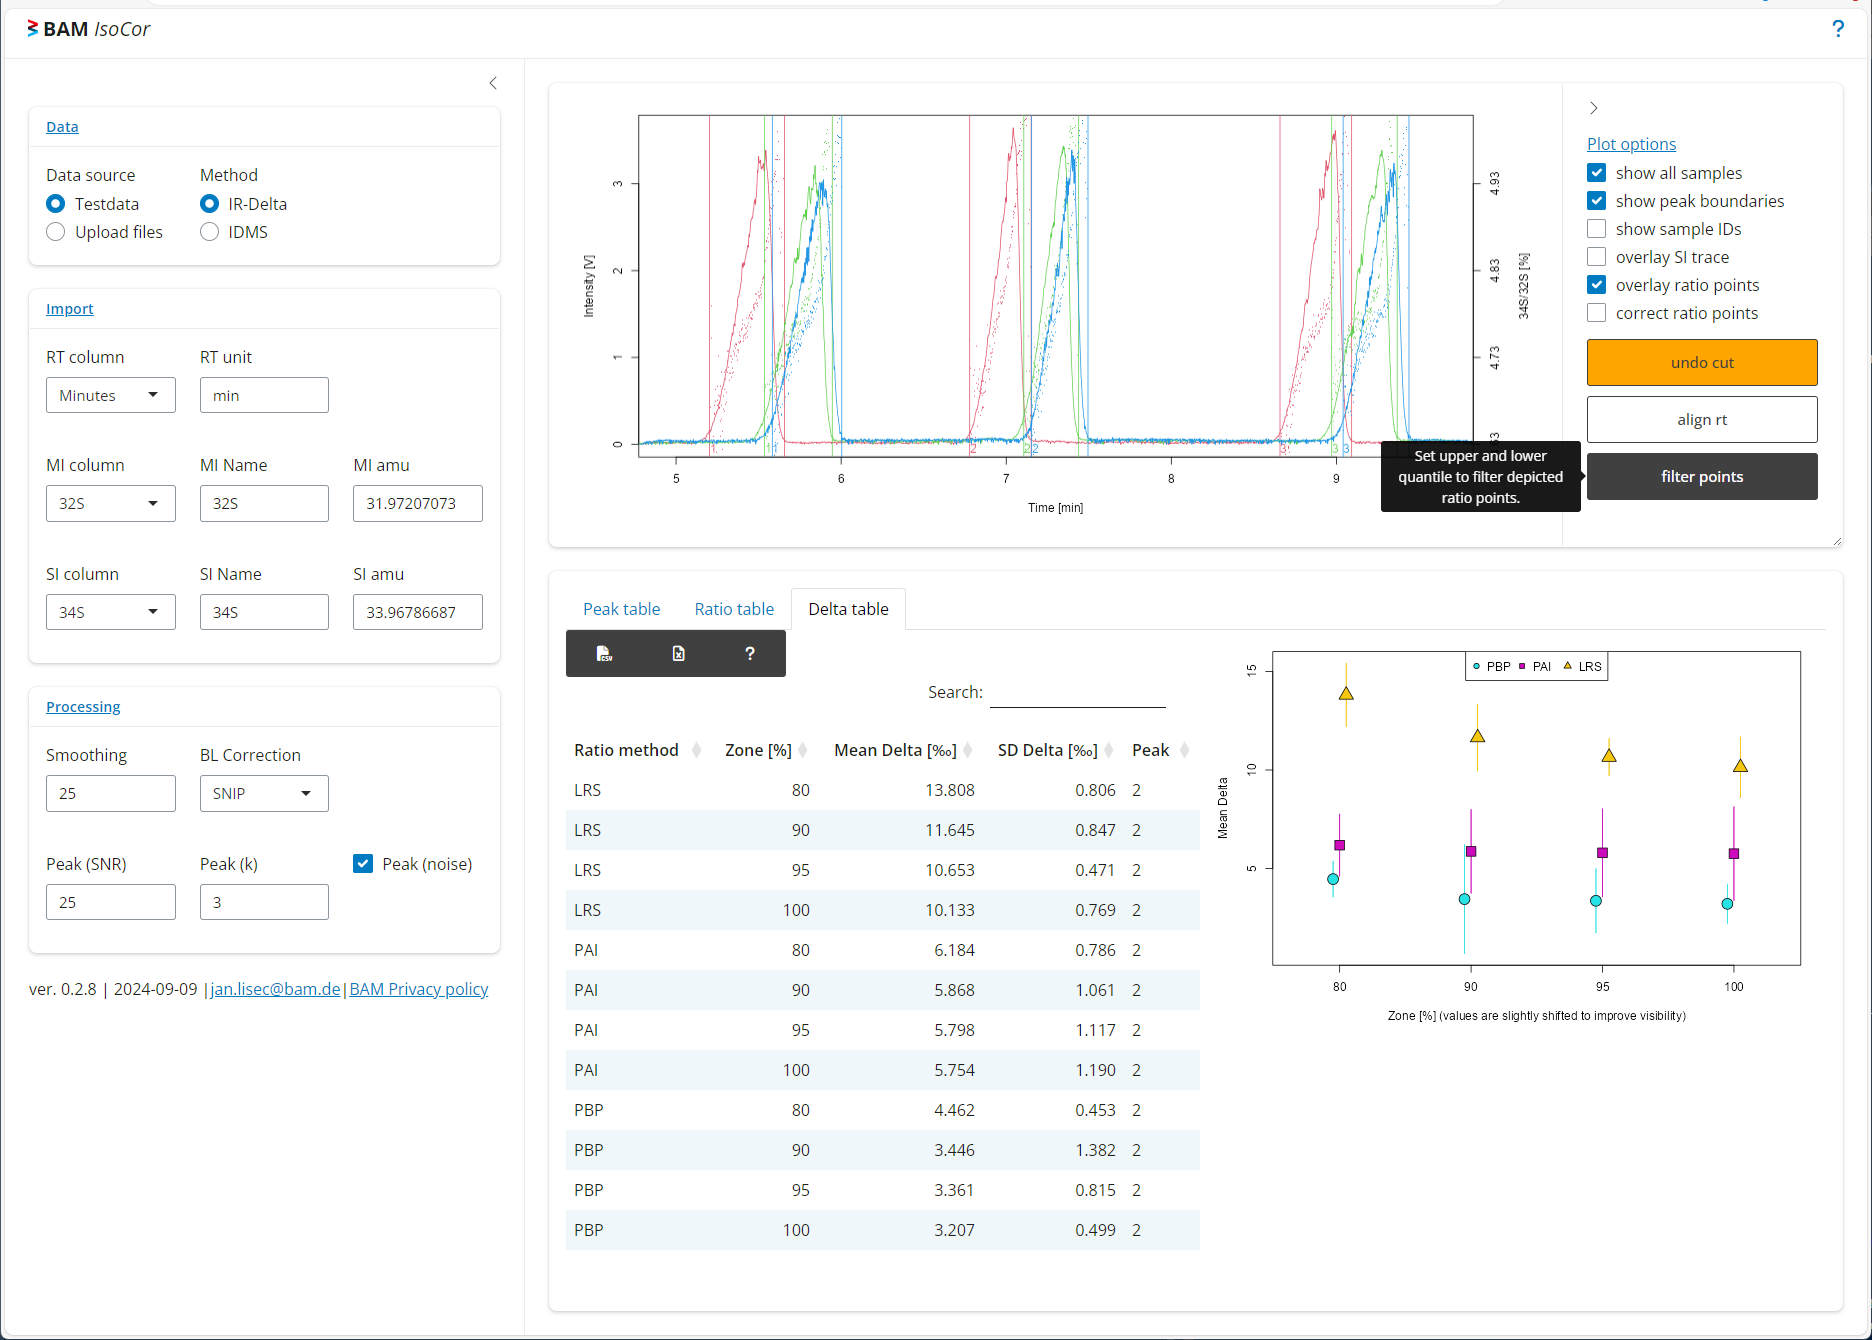 BAM IsoCor
?
Data
Data source
Method
Testdata
IR-Delta
Upload files
IDMS
Import
RT column
RT unit
Minutes
min
MI column
MI Name
MI amu
32S
32S
31.97207073
SI column
SI Name
SI amu
34S
34S
33.96786687
Processing
Smoothing
BL Correction
25
SNIP
Peak (SNR)
Peak (k)
Peak (noise)
25
3
ver. 0.2.8 | 2024-09-09 |jan.lisec@bam.de|BAM Privacy policy
Intensity [V]
0
1
2
3
5
6
7
8
9
Time [min]
4.73
4.83
4.93
34S/32S [%]
1
1
1
2
2
2
3
3
3
Plot options
show all samples
show peak boundaries
show sample IDs
overlay SI trace
overlay ratio points
correct ratio points
undo cut
align rt
filter points
Set upper and lower
quantile to filter depicted
ratio points.
Peak table
Ratio table
Delta table
CSV
?
Search:
Ratio method Zone [%] Mean Delta [‰] SD Delta [‰] Peak
LRS 80 13.808 0.806 2
LRS 90 11.645 0.847 2
LRS 95 10.653 0.471 2
LRS 100 10.133 0.769 2
PAI 80 6.184 0.786 2
PAI 90 5.868 1.061 2
PAI 95 5.798 1.117 2
PAI 100 5.754 1.190 2
PBP 80 4.462 0.453 2
PBP 90 3.446 1.382 2
PBP 95 3.361 0.815 2
PBP 100 3.207 0.499 2
PBP PAI LRS
Mean Delta
5
10
15
80
90
95
100
Zone [%] (values are slightly shifted to improve visibility)